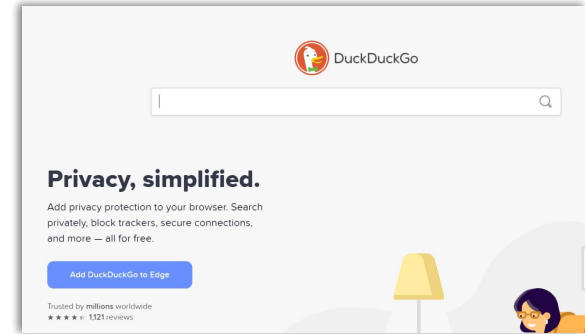 DuckDuckGo
Privacy, simplified.
Add privacy protection to your browser. Search
privately, block trackers, secure connections,
and more — all for free.
Add DuckDuckGo to Edge
Trusted by millions worldwide
★★★★★ 1,121 reviews